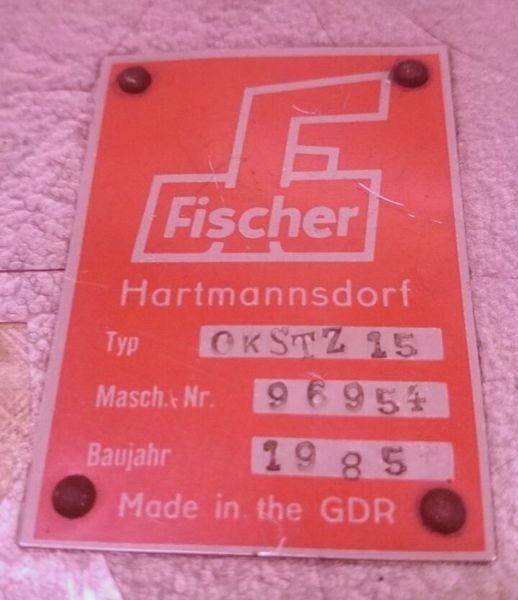 Fischer
Hartmannsdorf
Typ OKSTZ 15
Masch.-Nr. 96954
Baujahr 1985
Made in the GDR